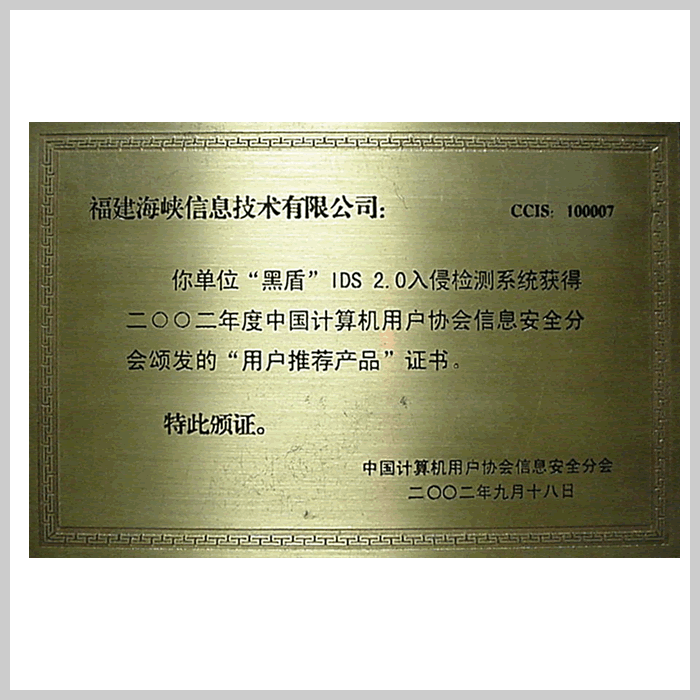 福建海峡信息技术有限公司: CCIS: 100007
你单位“黑盾”IDS 2.0入侵检测系统获得
二〇〇二年度中国计算机用户协会信息安全分
会颁发的“用户推荐产品”证书。
特此颁证。
中国计算机用户协会信息安全分会
二〇〇二年九月十八日